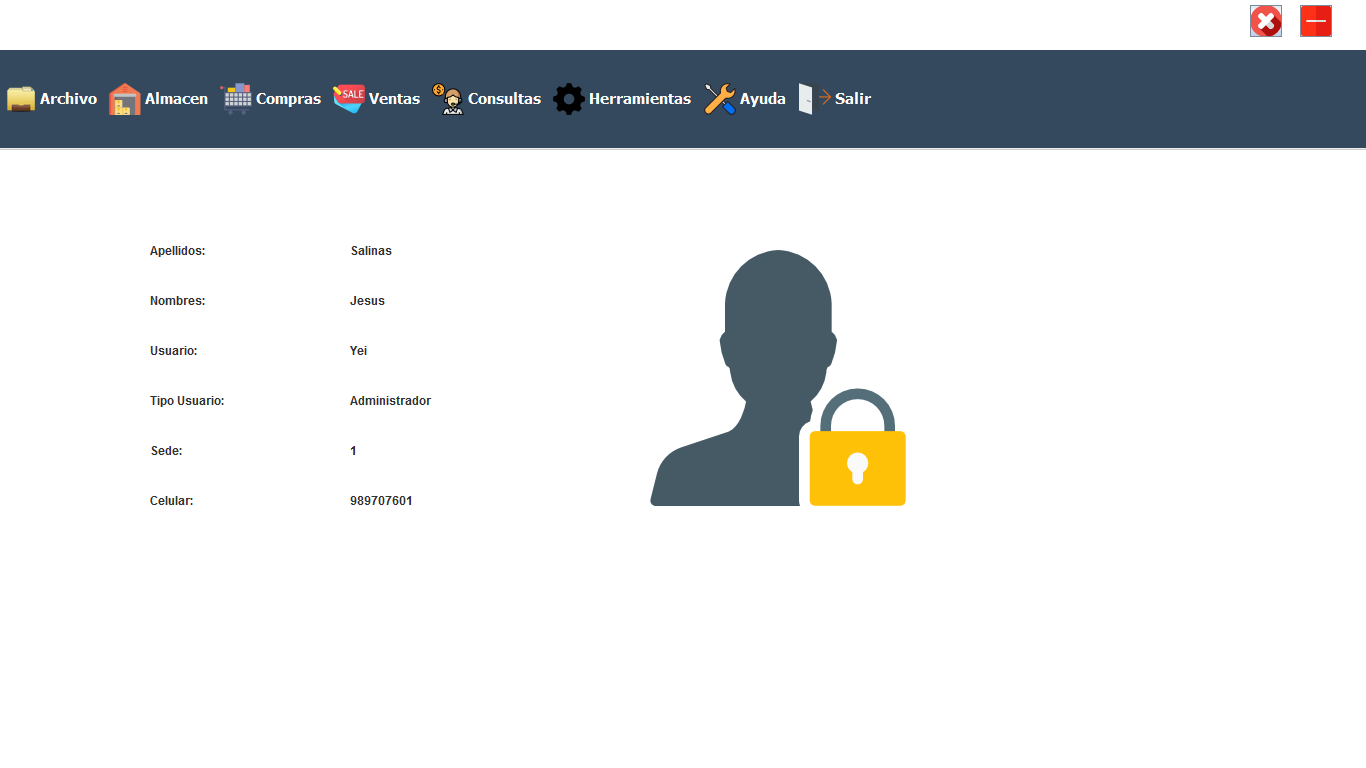 Archivo Almacen Compras SALE Ventas Consultas Herramientas Ayuda Salir
Apellidos: Salinas
Nombres: Jesus
Usuario: Yei
Tipo Usuario: Administrador
Sede: 1
Celular: 989707601